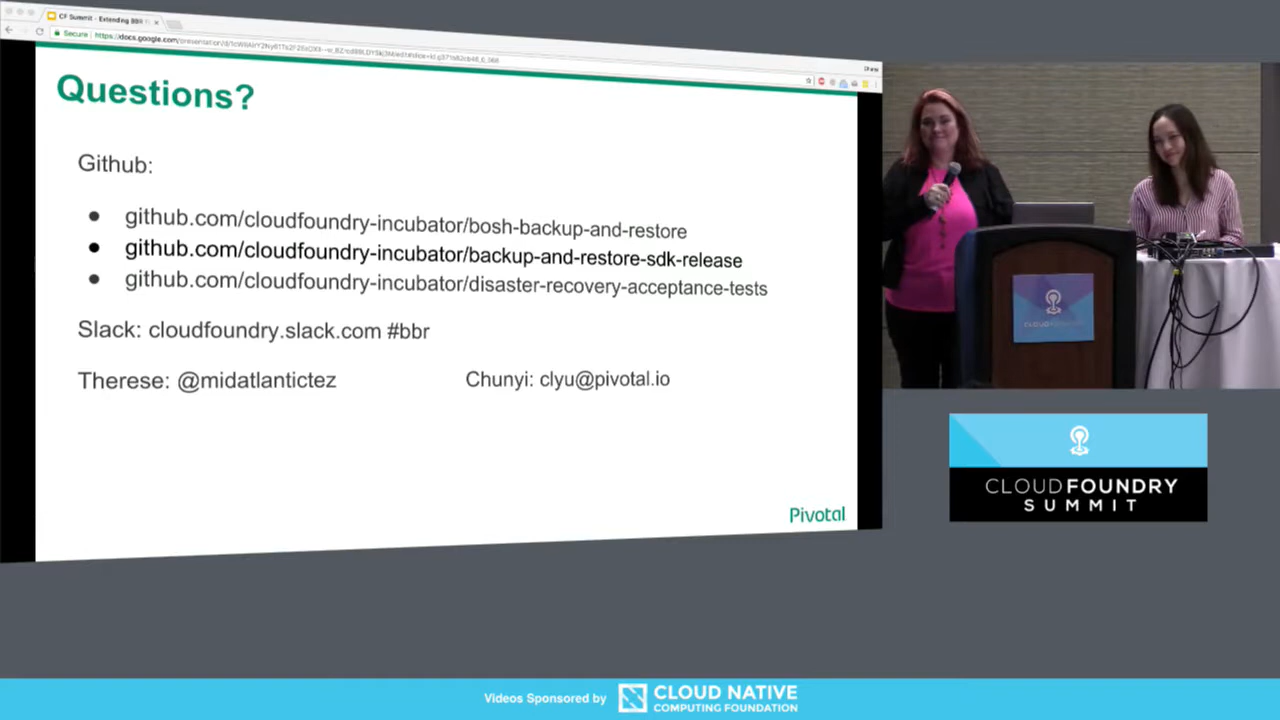 CF Summit - Extending BBR
Secure
Questions?
Github:
github.com/cloudfoundry-incubator/bosh-backup-and-restore
github.com/cloudfoundry-incubator/backup-and-restore-sdk-release
github.com/cloudfoundry-incubator/disaster-recovery-acceptance-tests
Slack: cloudfoundry.slack.com #bbr
Therese: @midatlantictez
Chunyi: clyu@pivotal.io
Pivotal
CLOUD FOUNDRY
CLOUD FOUNDRY
SUMMIT
Videos Sponsored by
CLOUD NATIVE
COMPUTING FOUNDATION